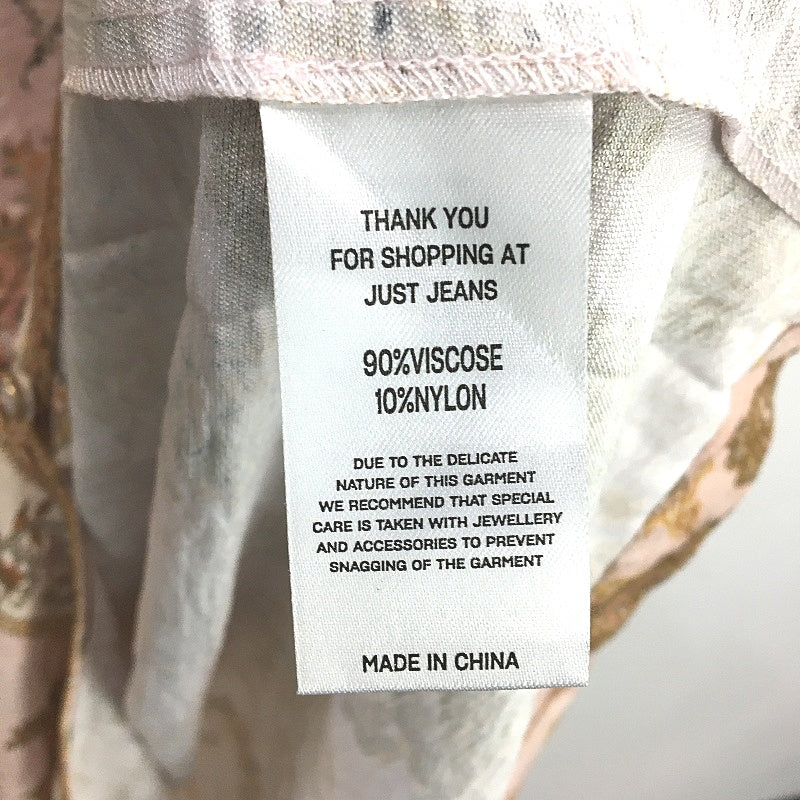 THANK YOU
FOR SHOPPING AT
JUST JEANS
90%VISCOSE
10%NYLON
DUE TO THE DELICATE
NATURE OF THIS GARMENT
WE RECOMMEND THAT SPECIAL
CARE IS TAKEN WITH JEWELLERY
AND ACCESSORIES TO PREVENT
SNAGGING OF THE GARMENT
MADE IN CHINA